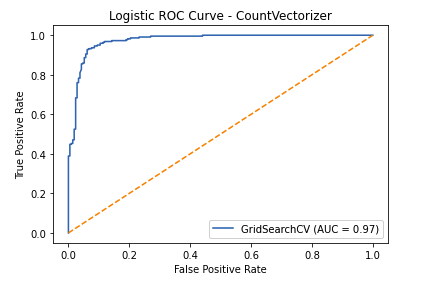 Logistic ROC Curve - CountVectorizer
True Positive Rate
1.0
0.8
0.6
0.4
0.2
0.0
GridSearchCV (AUC = 0.97)
0.0 0.2 0.4 0.6 0.8 1.0
False Positive Rate